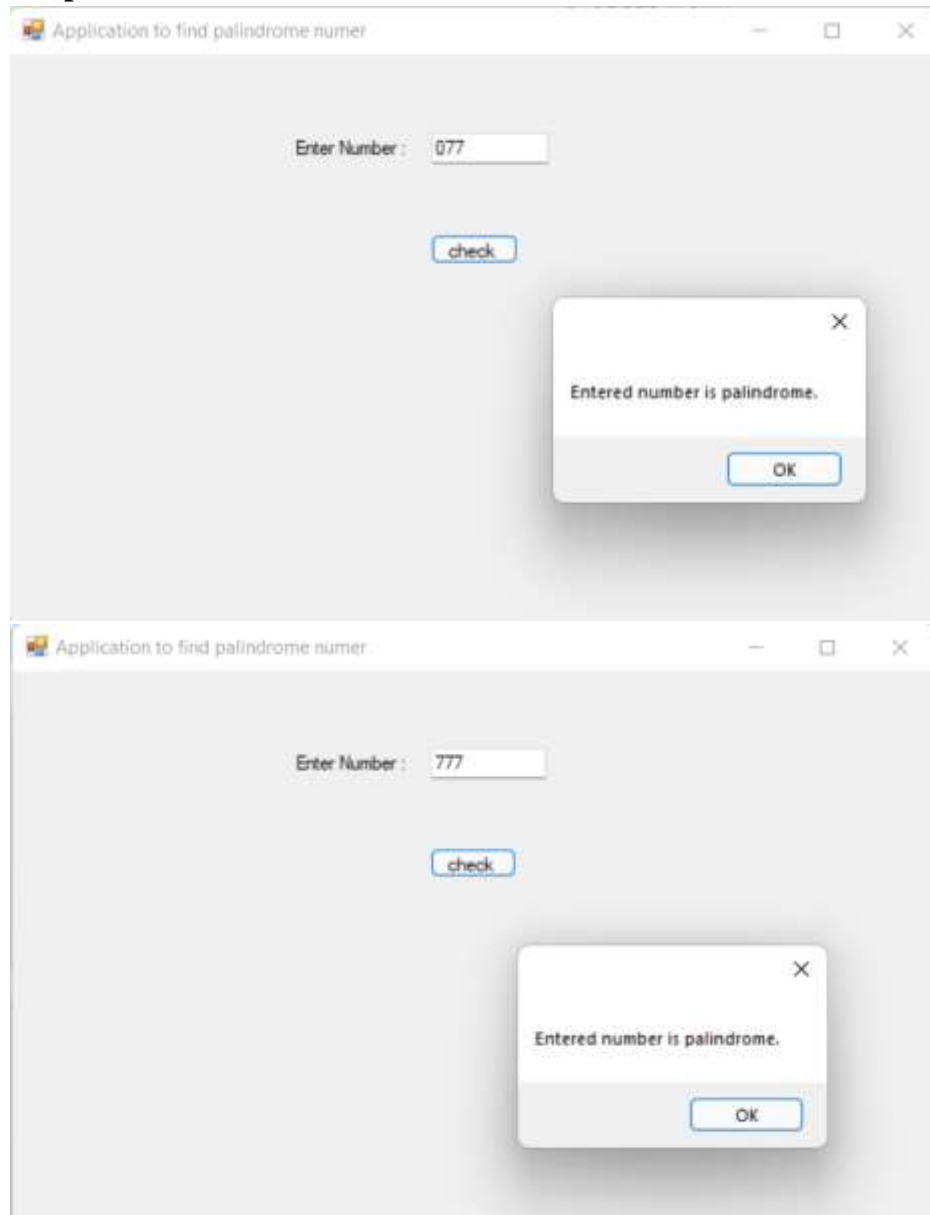 Application to find palindrome numer
Enter Number : 077
check
Entered number is palindrome.
OK
Application to find palindrome numer
Enter Number : 777
check
Entered number is palindrome.
OK